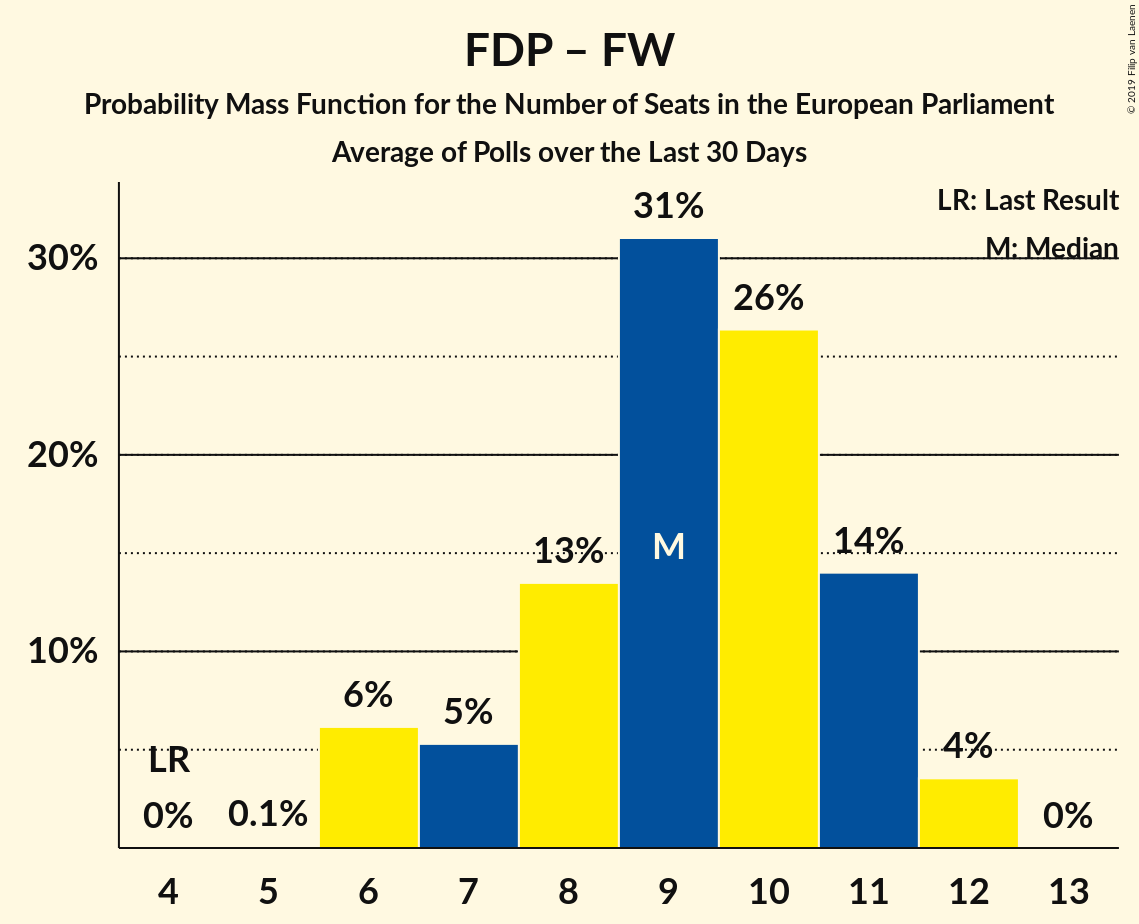 FDP – FW
Probability Mass Function for the Number of Seats in the European Parliament
Average of Polls over the Last 30 Days
© 2019 Filip van Laenen
LR: Last Result
M: Median
31%
30%
26%
20%
13%
M
14%
10%
6%
5%
4%
LR
0%
0.1%
0%
4 5 6 7 8 9 10 11 12 13